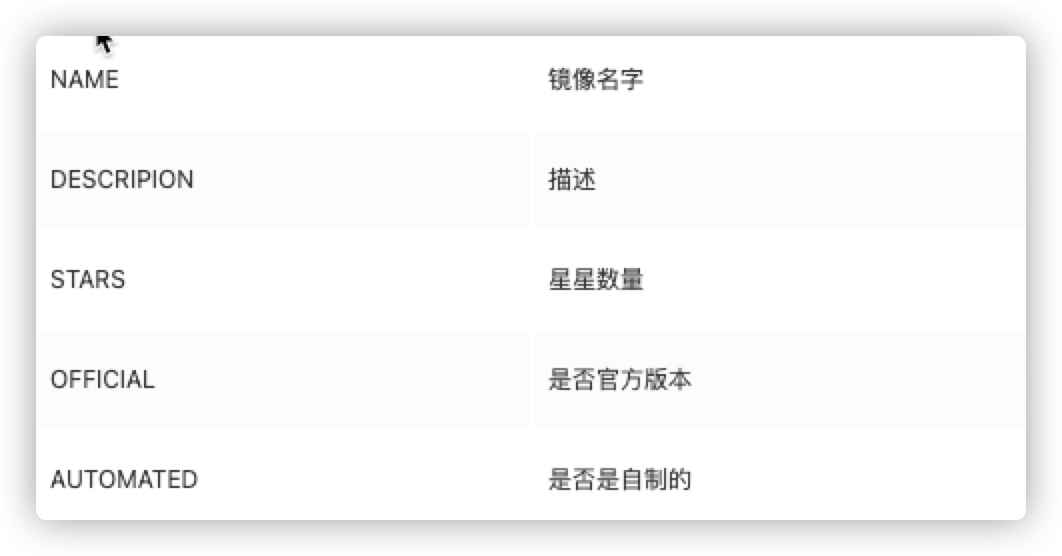 NAME 镜像名字
DESCRIPION 描述
STARS 星星数量
OFFICIAL 是否官方版本
AUTOMATED 是否是自制的